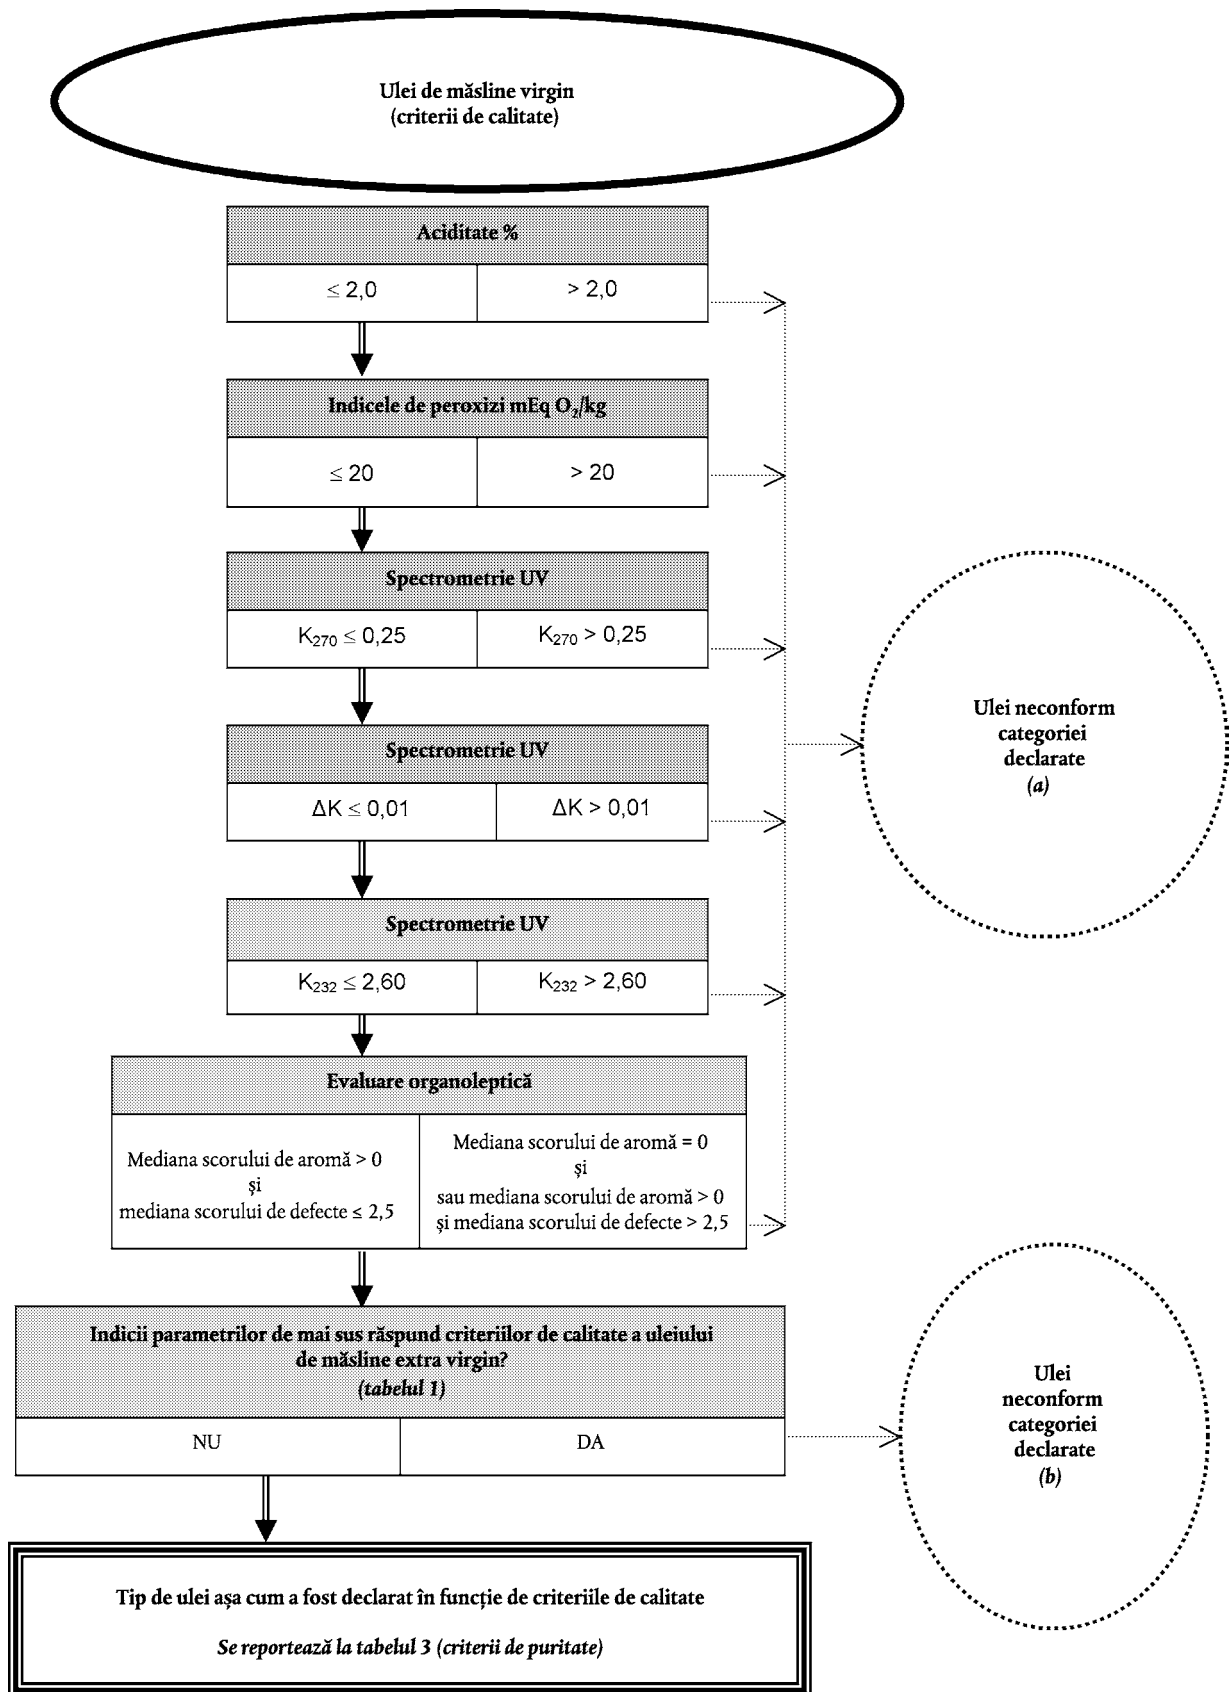 Ulei de măsline virgin
(criterii de calitate)
Aciditate %
≤ 2,0
> 2,0
Indicele de peroxizi mEq O₂/kg
≤ 20
> 20
Spectrometrie UV
K₂₇₀ ≤ 0,25
K₂₇₀ > 0,25
Spectrometrie UV
ΔK ≤ 0,01
ΔK > 0,01
Spectrometrie UV
K₂₃₂ ≤ 2,60
K₂₃₂ > 2,60
Ulei neconform
categoriei
declarate
(a)
Evaluare organoleptică
Mediana scorului de aromă > 0
și
mediana scorului de defecte ≤ 2,5
Mediana scorului de aromă = 0
și
sau mediana scorului de aromă > 0
și mediana scorului de defecte > 2,5
Indicii parametrilor de mai sus răspund criteriilor de calitate a uleiului
de măsline extra virgin?
(tabelul 1)
NU
DA
Ulei
neconform
categoriei
declarate
(b)
Tip de ulei așa cum a fost declarat în funcție de criteriile de calitate
Se reportează la tabelul 3 (criterii de puritate)